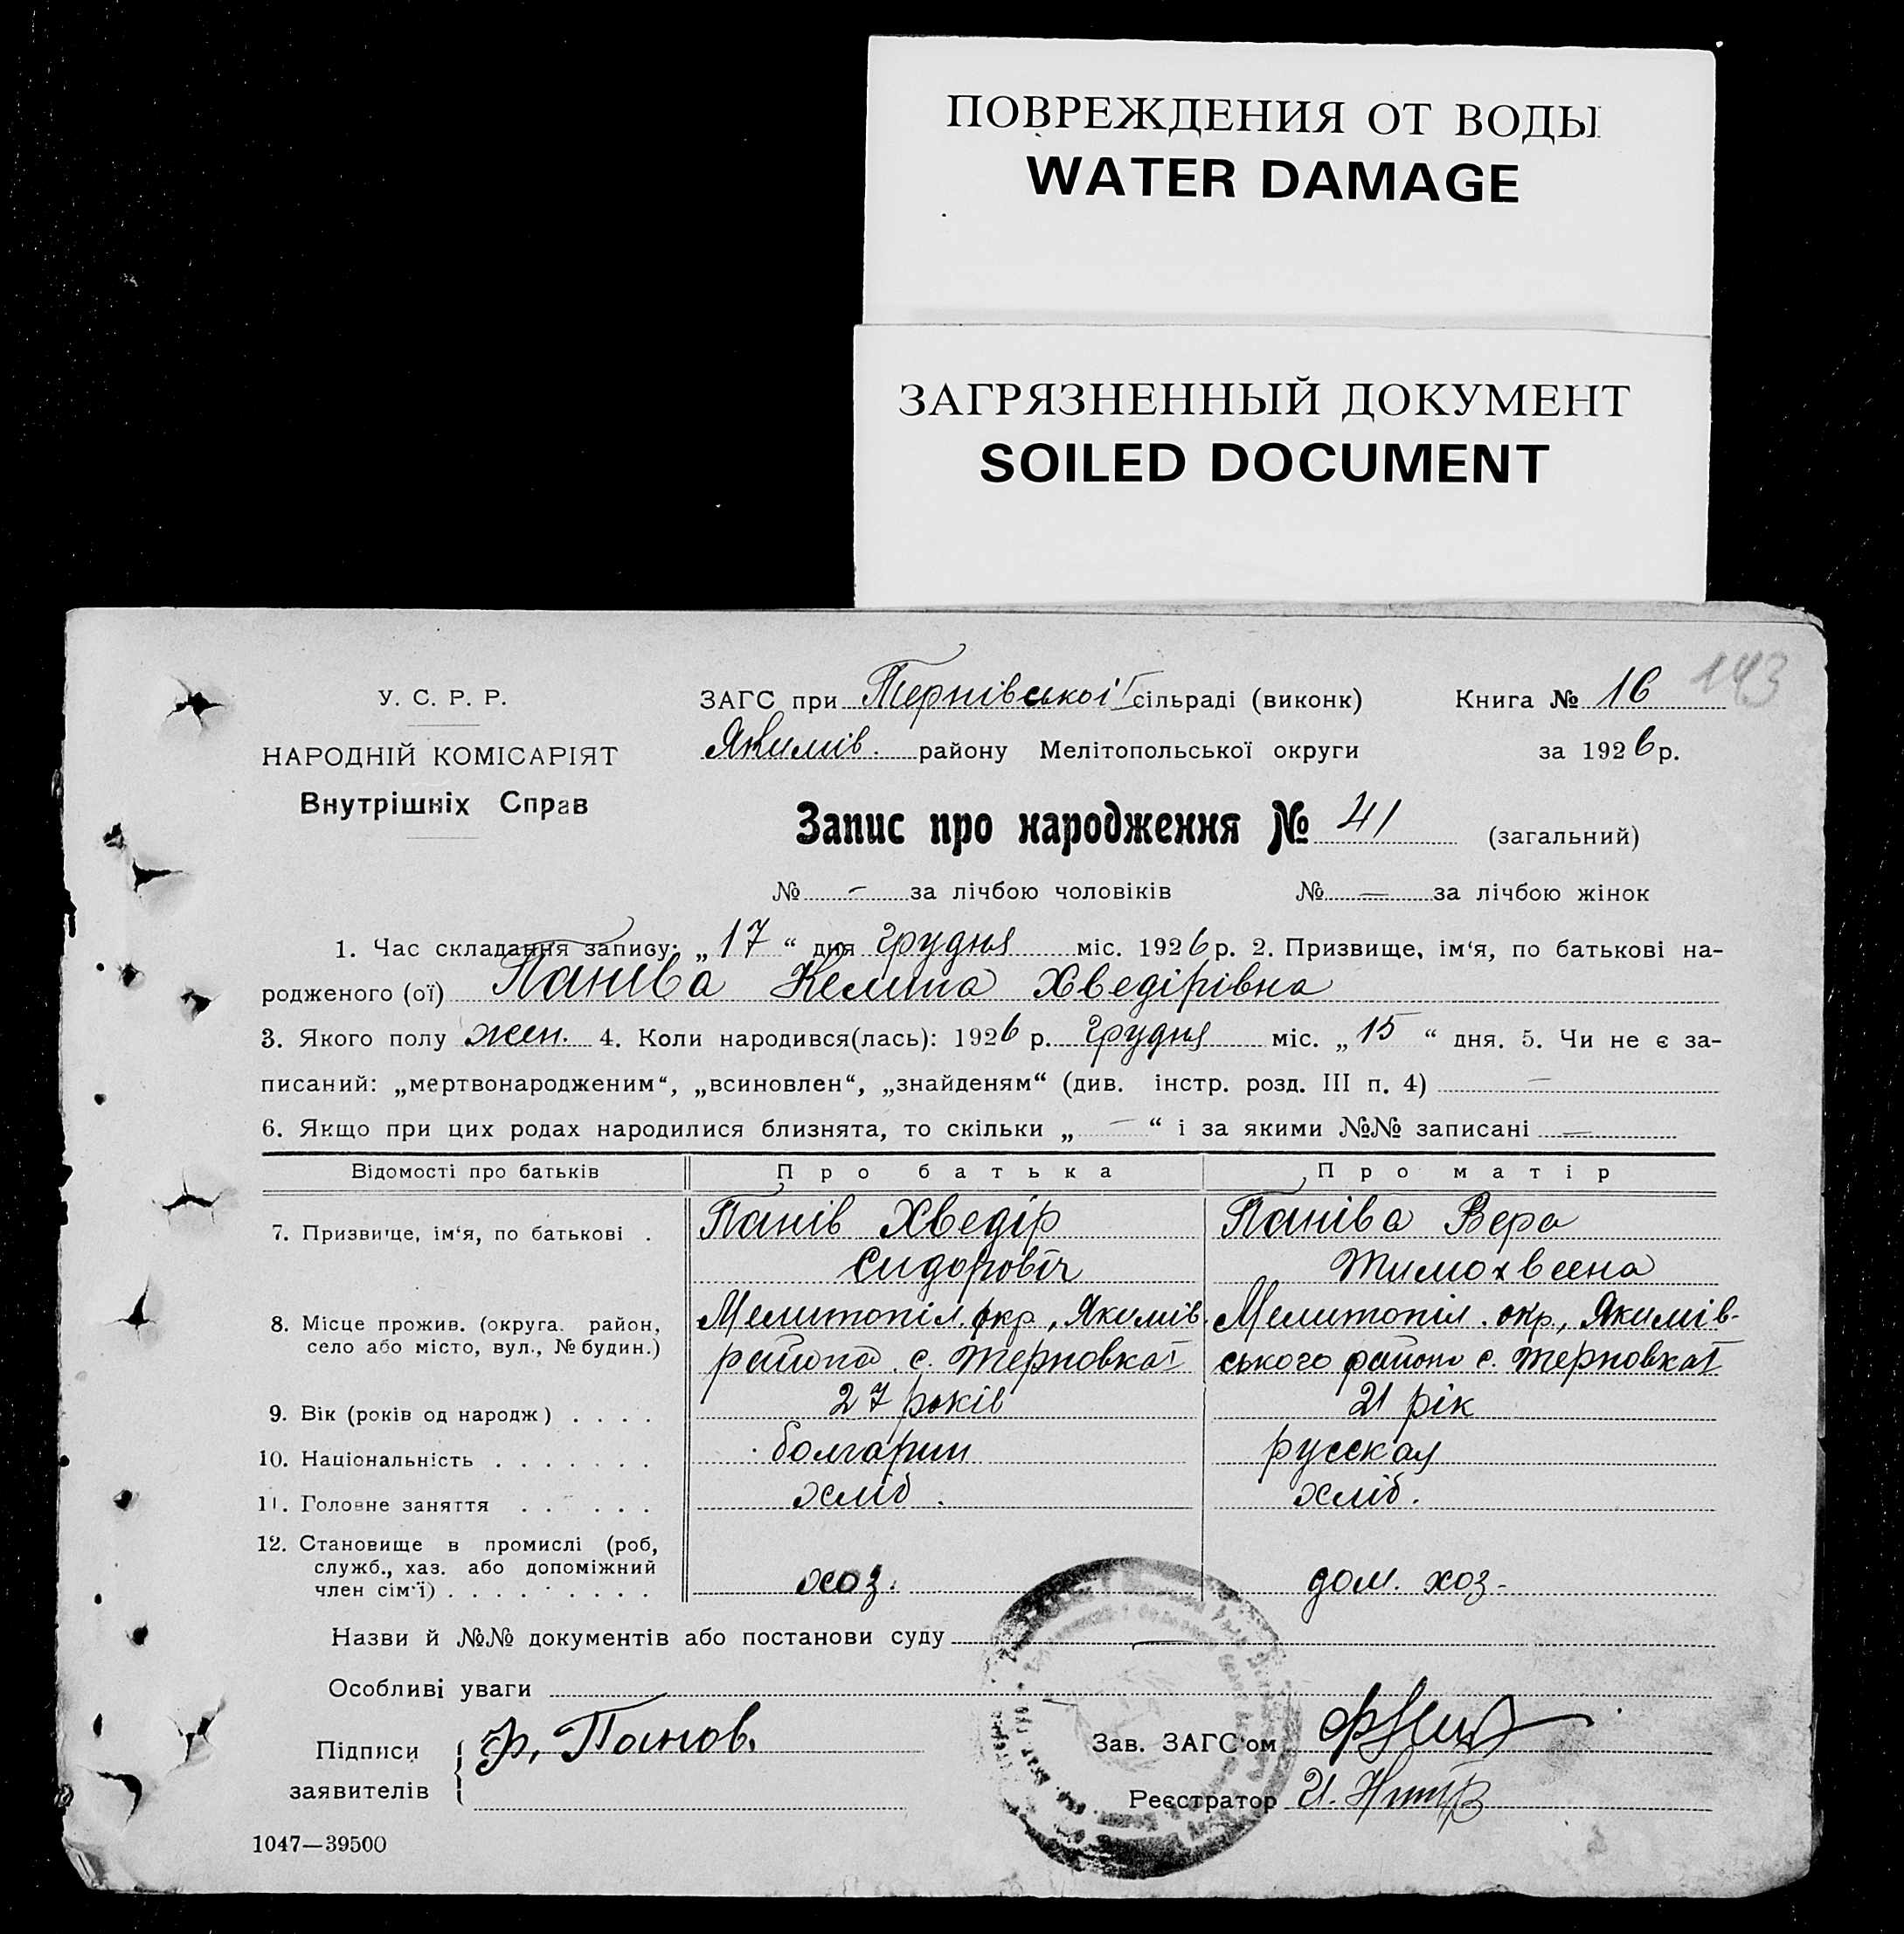 ПОВРЕЖДЕНИЯ ОТ ВОДЫ
WATER DAMAGE
ЗАГРЯЗНЕННЫЙ ДОКУМЕНТ
SOILED DOCUMENT
143
У. С. Р. Р.
НАРОДНІЙ КОМІСАРІЯТ
Внутрішніх Справ
ЗАГС при Тернівської I сільраді (виконк)
Якимів. району Мелітопольської округи
Книга № 16
за 1926 р.
Запис про народження № 41 (загальний)
№ – за лічбою чоловіків № = за лічбою жінок
1. Час складання запису: „17“ дня грудня міс. 1926 р. 2. Призвище, ім‘я, по батькові на-
родженого (ої) Паніва Хведірівна
3. Якого полу жен. 4. Коли народився(лась): 1926 р. грудня міс. „15“ дня. 5. Чи не є за-
писаний: „мертвонародженим“, „всиновлен“, „знайденям“ (див. інстр. розд. III п. 4) –
6. Якщо при цих родах народилися близнята, то скільки „ – “ і за якими №№ записані –
Відомості про батьків Про батька Про матір
7. Призвище, ім‘я, по батькові . Панів Хведір Паніва Вера
Сидоровіч Тимохвеена
8. Місце прожив. (округа. район, Мелитопіл. окр, Якимів. Мелитопіл. окр, Якимів-
село або місто, вул., № будин.) района с. Терновка I ського района с. Терновка I
9. Вік (років од народж) . . . . 27 років 21 рік
10. Національність . . . . . . . болгарин русская
11. Головне заняття . . . . . . хліб. хліб.
12. Становище в промислі (роб,
служб., хаз. або допоміжний
член сім‘ї) . . . . . . . . . хоз. дом. хоз-
Назви й №№ документів або постанови суду –
Особливі уваги
Підписи
заявителів
Ф. Панов.
Зав. ЗАГС‘ом
Реєстратор И.
1047—39500